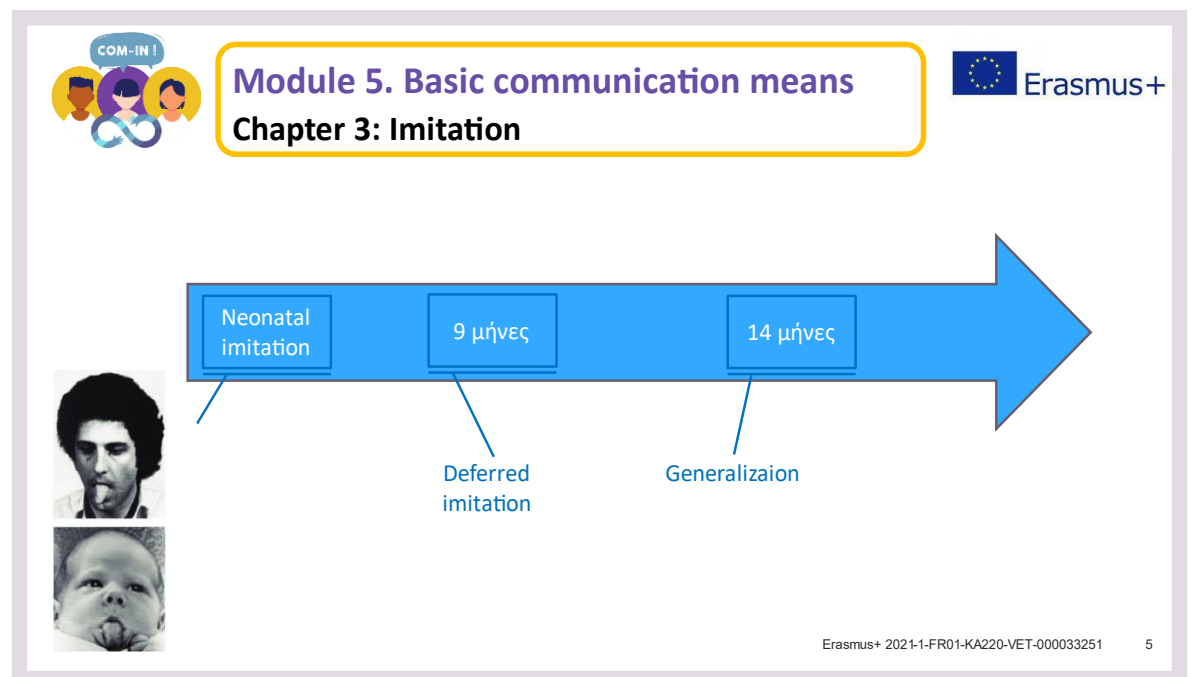 COM-IN !
Module 5. Basic communication means
Chapter 3: Imitation
Erasmus+
Neonatal
imitation
9 μήνες
14 μήνες
Deferred
imitation
Generalizaion
Erasmus+ 2021-1-FR01-KA220-VET-000033251
5